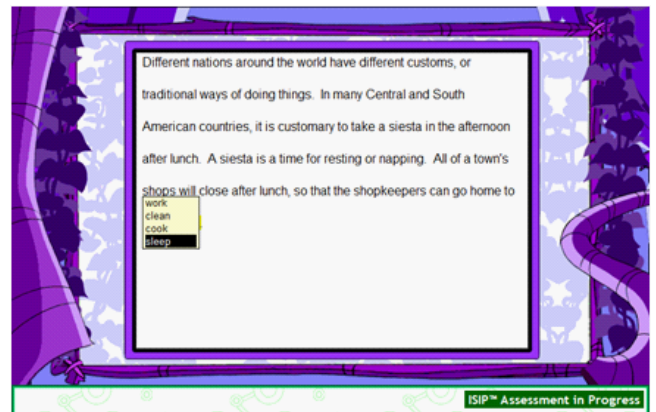 Different nations around the world have different customs, or
traditional ways of doing things. In many Central and South
American countries, it is customary to take a siesta in the afternoon
after lunch. A siesta is a time for resting or napping. All of a town's
shops will close after lunch, so that the shopkeepers can go home to
work
clean
cook
sleep
ISIP™ Assessment in Progress